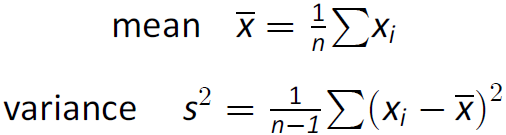 mean x̅ = 1/n ∑xᵢ
variance s² = 1/(n−1) ∑(xᵢ − x̅)²